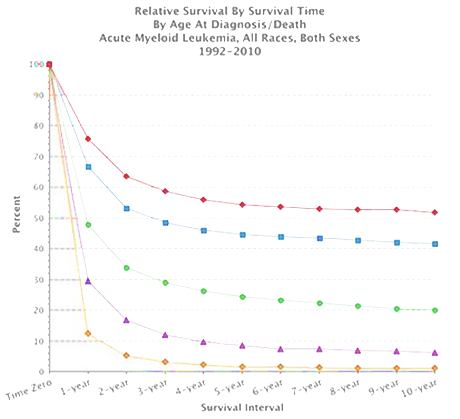 Relative Survival By Survival Time
By Age At Diagnosis/Death
Acute Myeloid Leukemia, All Races, Both Sexes
1992-2010
100
90
80
70
60
50
40
30
20
10
0
Percent
Time Zero
1-year
2-year
3-year
4-year
5-year
6-year
7-year
8-year
9-year
10-year
Survival Interval